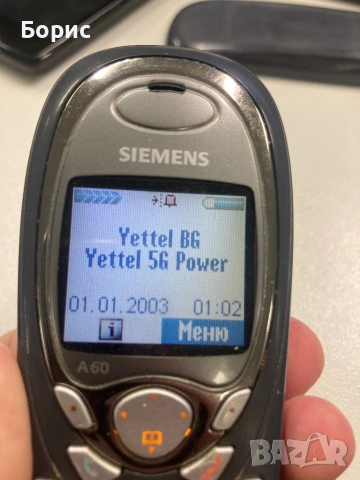 Борис
SIEMENS
Yettel BG
Yettel 5G Power
01.01.2003 01:02
i Меню
A60
BAZAR